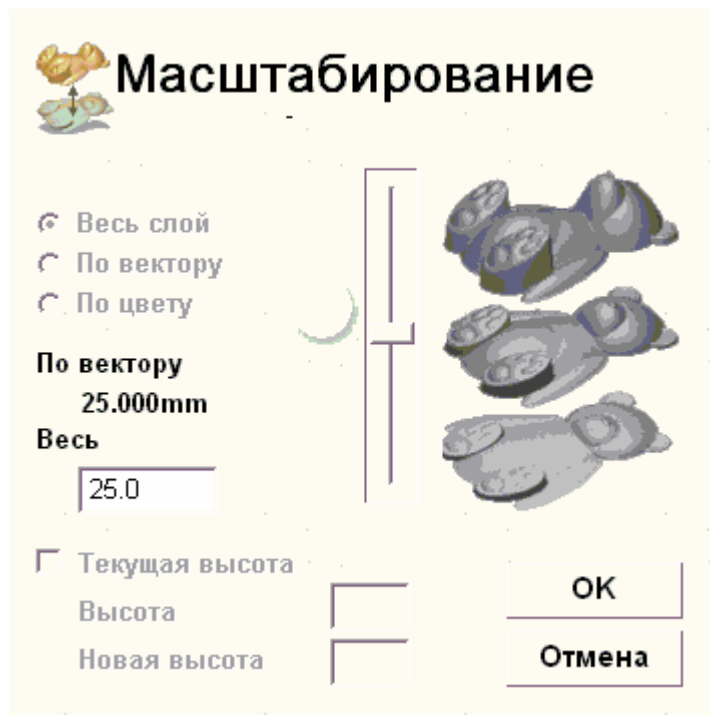 Масштабирование
Весь слой
По вектору
По цвету
По вектору
25.000mm
Весь
25.0
Текущая высота
Высота
Новая высота
OK
Отмена